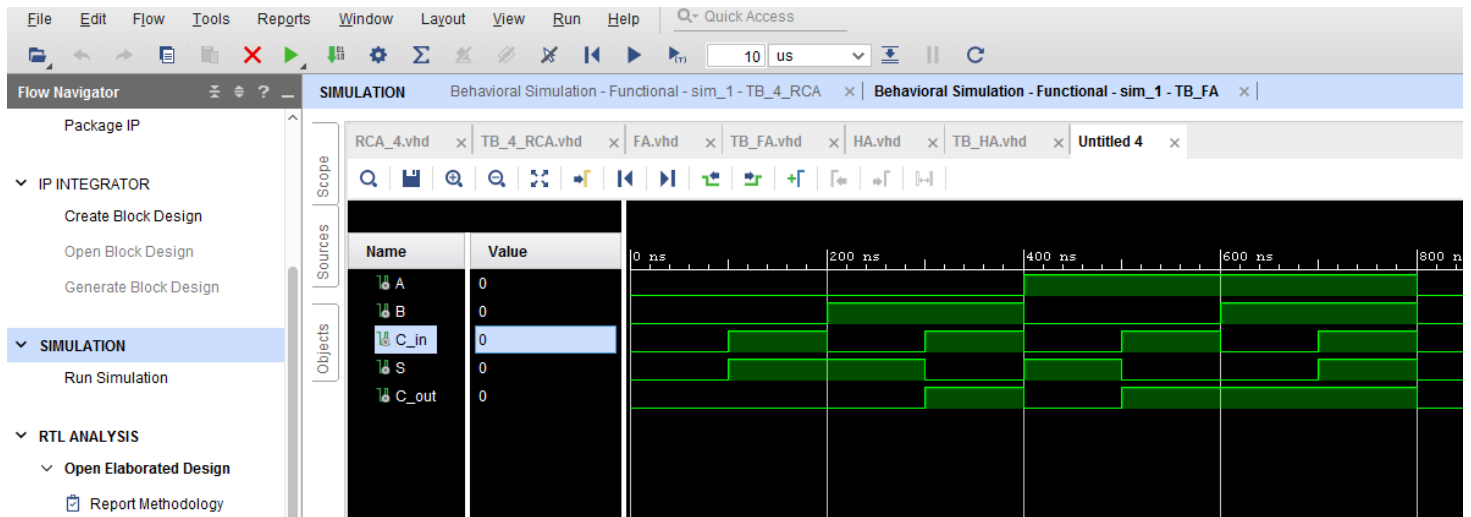 File Edit Flow Tools Reports Window Layout View Run Help Quick Access
10 us
Flow Navigator ? _
SIMULATION Behavioral Simulation - Functional - sim_1 - TB_4_RCA × Behavioral Simulation - Functional - sim_1 - TB_FA ×
Package IP
IP INTEGRATOR
Create Block Design
Open Block Design
Generate Block Design
SIMULATION
Run Simulation
RTL ANALYSIS
Open Elaborated Design
Report Methodology
Scope
Sources
Objects
RCA_4.vhd × TB_4_RCA.vhd × FA.vhd × TB_FA.vhd × HA.vhd × TB_HA.vhd × Untitled 4 ×
Name Value
0 ns 200 ns 400 ns 600 ns 800 n
A 0
B 0
C_in 0
S 0
C_out 0